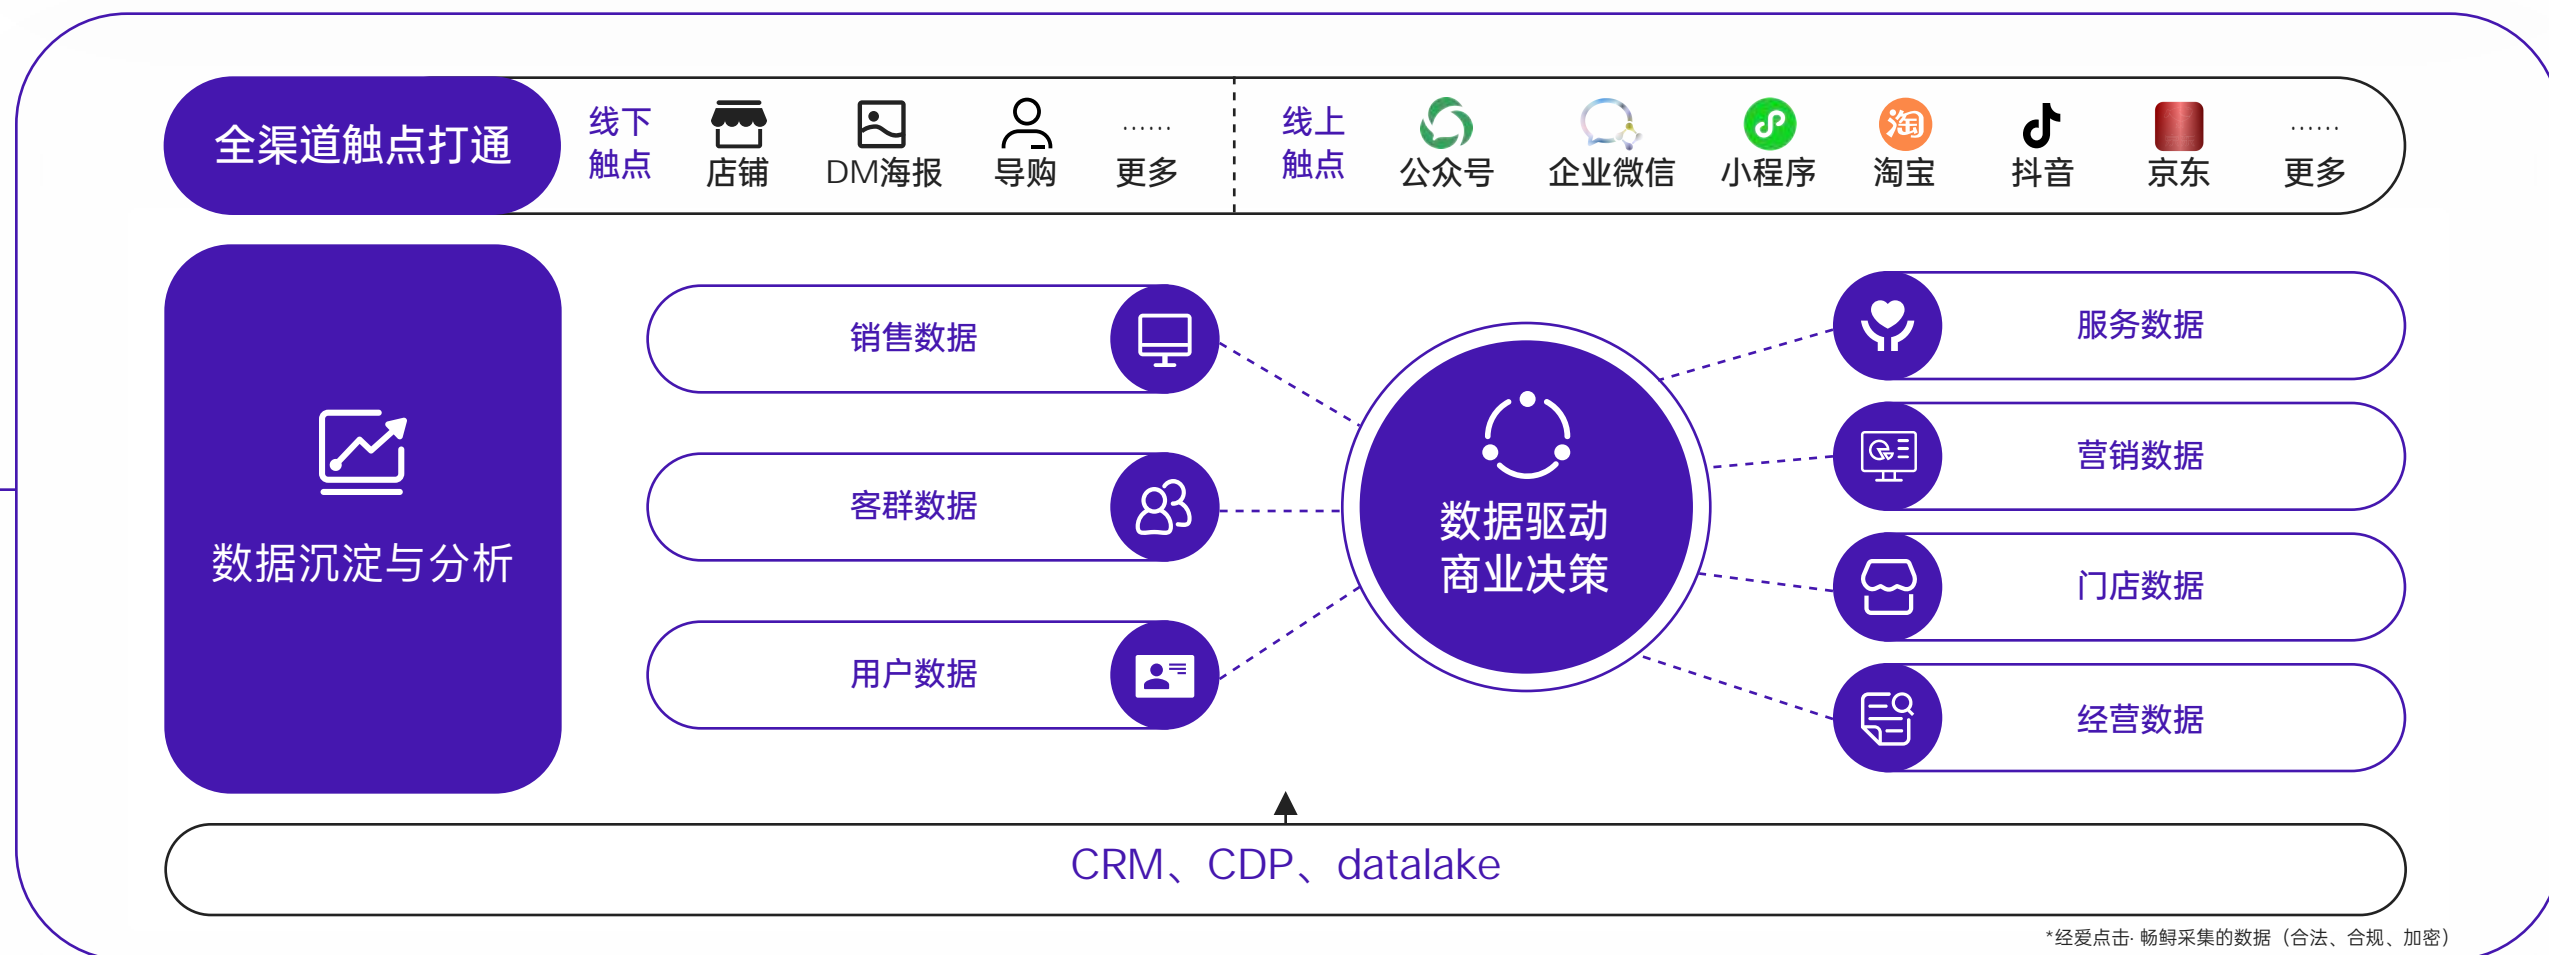 全渠道触点打通
线下
触点
店铺
DM海报
导购
……
更多
线上
触点
公众号
企业微信
小程序
淘
淘宝
抖音
京东
……
更多
数据沉淀与分析
销售数据
客群数据
用户数据
数据驱动
商业决策
服务数据
营销数据
门店数据
经营数据
CRM、CDP、datalake
*经爱点击·畅鲟采集的数据（合法、合规、加密）